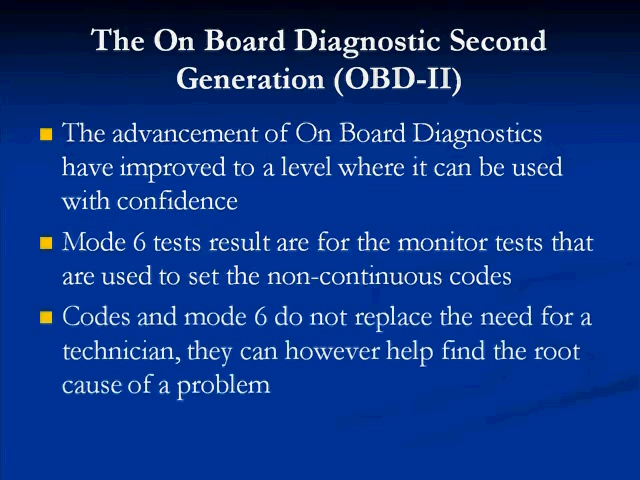 The On Board Diagnostic Second
Generation (OBD-II)
The advancement of On Board Diagnostics
have improved to a level where it can be used
with confidence
Mode 6 tests result are for the monitor tests that
are used to set the non-continuous codes
Codes and mode 6 do not replace the need for a
technician, they can however help find the root
cause of a problem